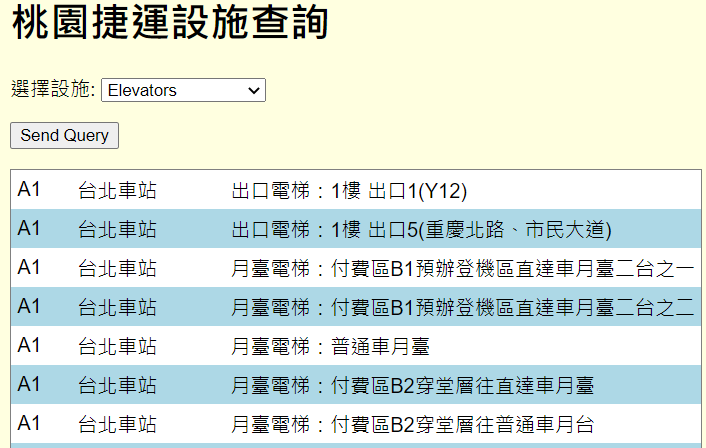 桃園捷運設施查詢
選擇設施: Elevators
Send Query
A1 台北車站 出口電梯：1樓 出口1(Y12)
A1 台北車站 出口電梯：1樓 出口5(重慶北路、市民大道)
A1 台北車站 月臺電梯：付費區B1預辦登機區直達車月臺二台之一
A1 台北車站 月臺電梯：付費區B1預辦登機區直達車月臺二台之二
A1 台北車站 月臺電梯：普通車月臺
A1 台北車站 月臺電梯：付費區B2穿堂層往直達車月臺
A1 台北車站 月臺電梯：付費區B2穿堂層往普通車月台